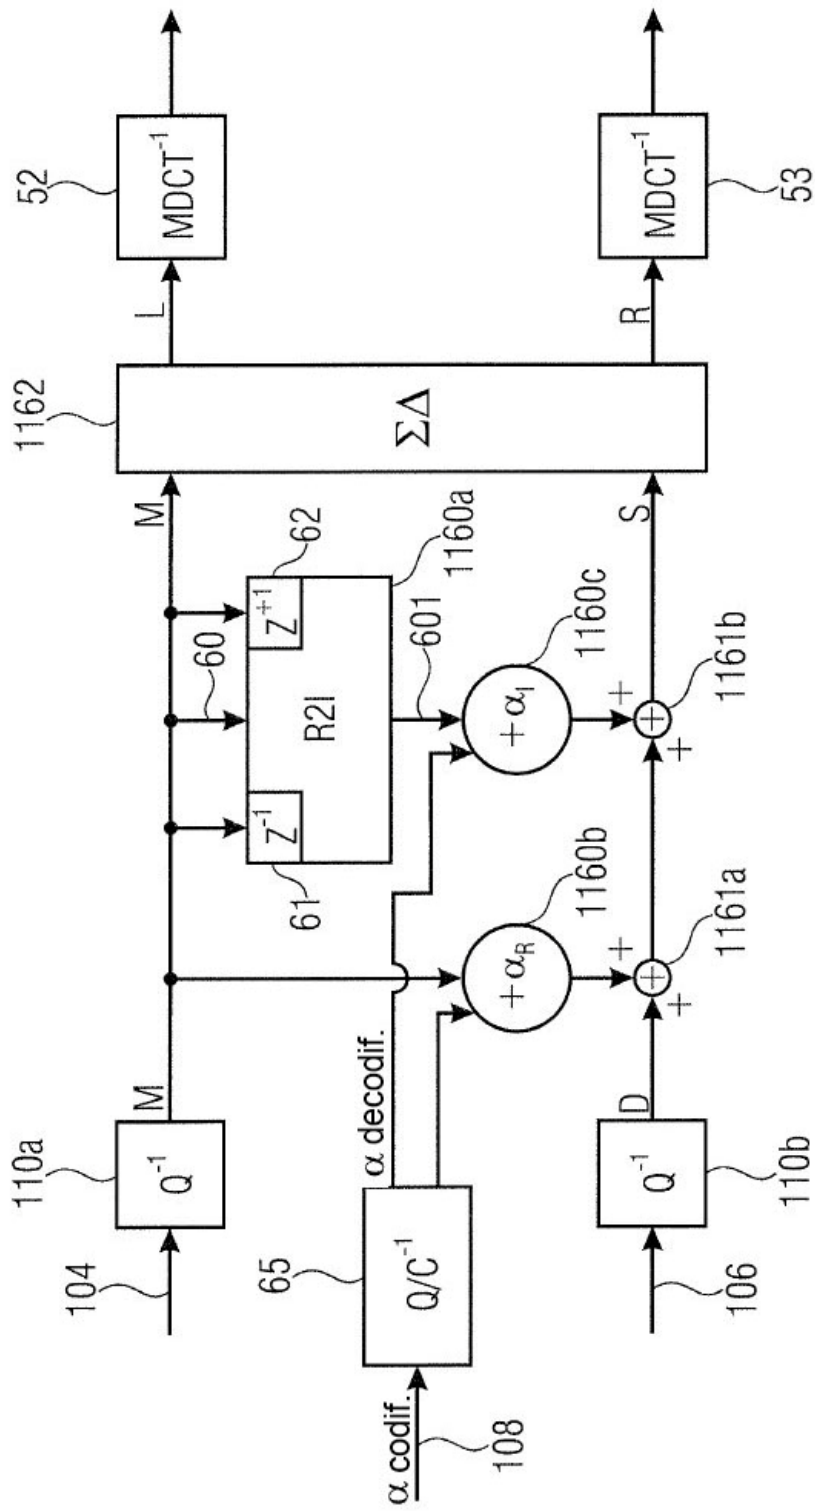 104
110a
Q⁻¹
M
M
1162
ΣΔ
L
52
MDCT⁻¹
60
61
Z⁻¹
R2I
Z⁺¹
62
1160a
601
α codif.
108
65
Q/C⁻¹
α decodif.
+α_R
1160b
+α_I
1160c
106
110b
Q⁻¹
D
+
+
+
1161a
+
+
+
1161b
S
R
53
MDCT⁻¹